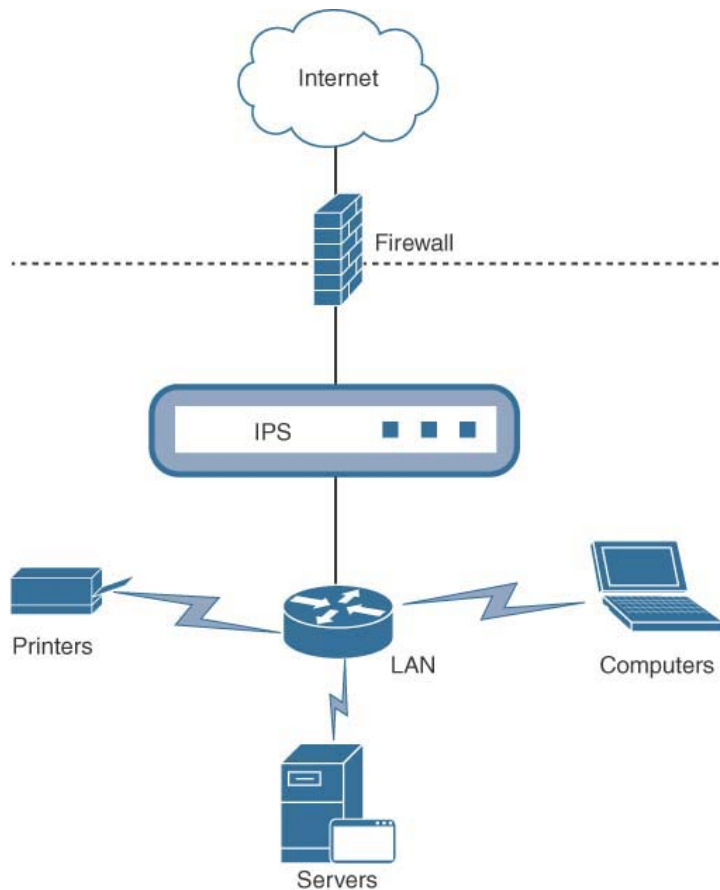 Internet
Firewall
IPS
Printers
LAN
Computers
Servers